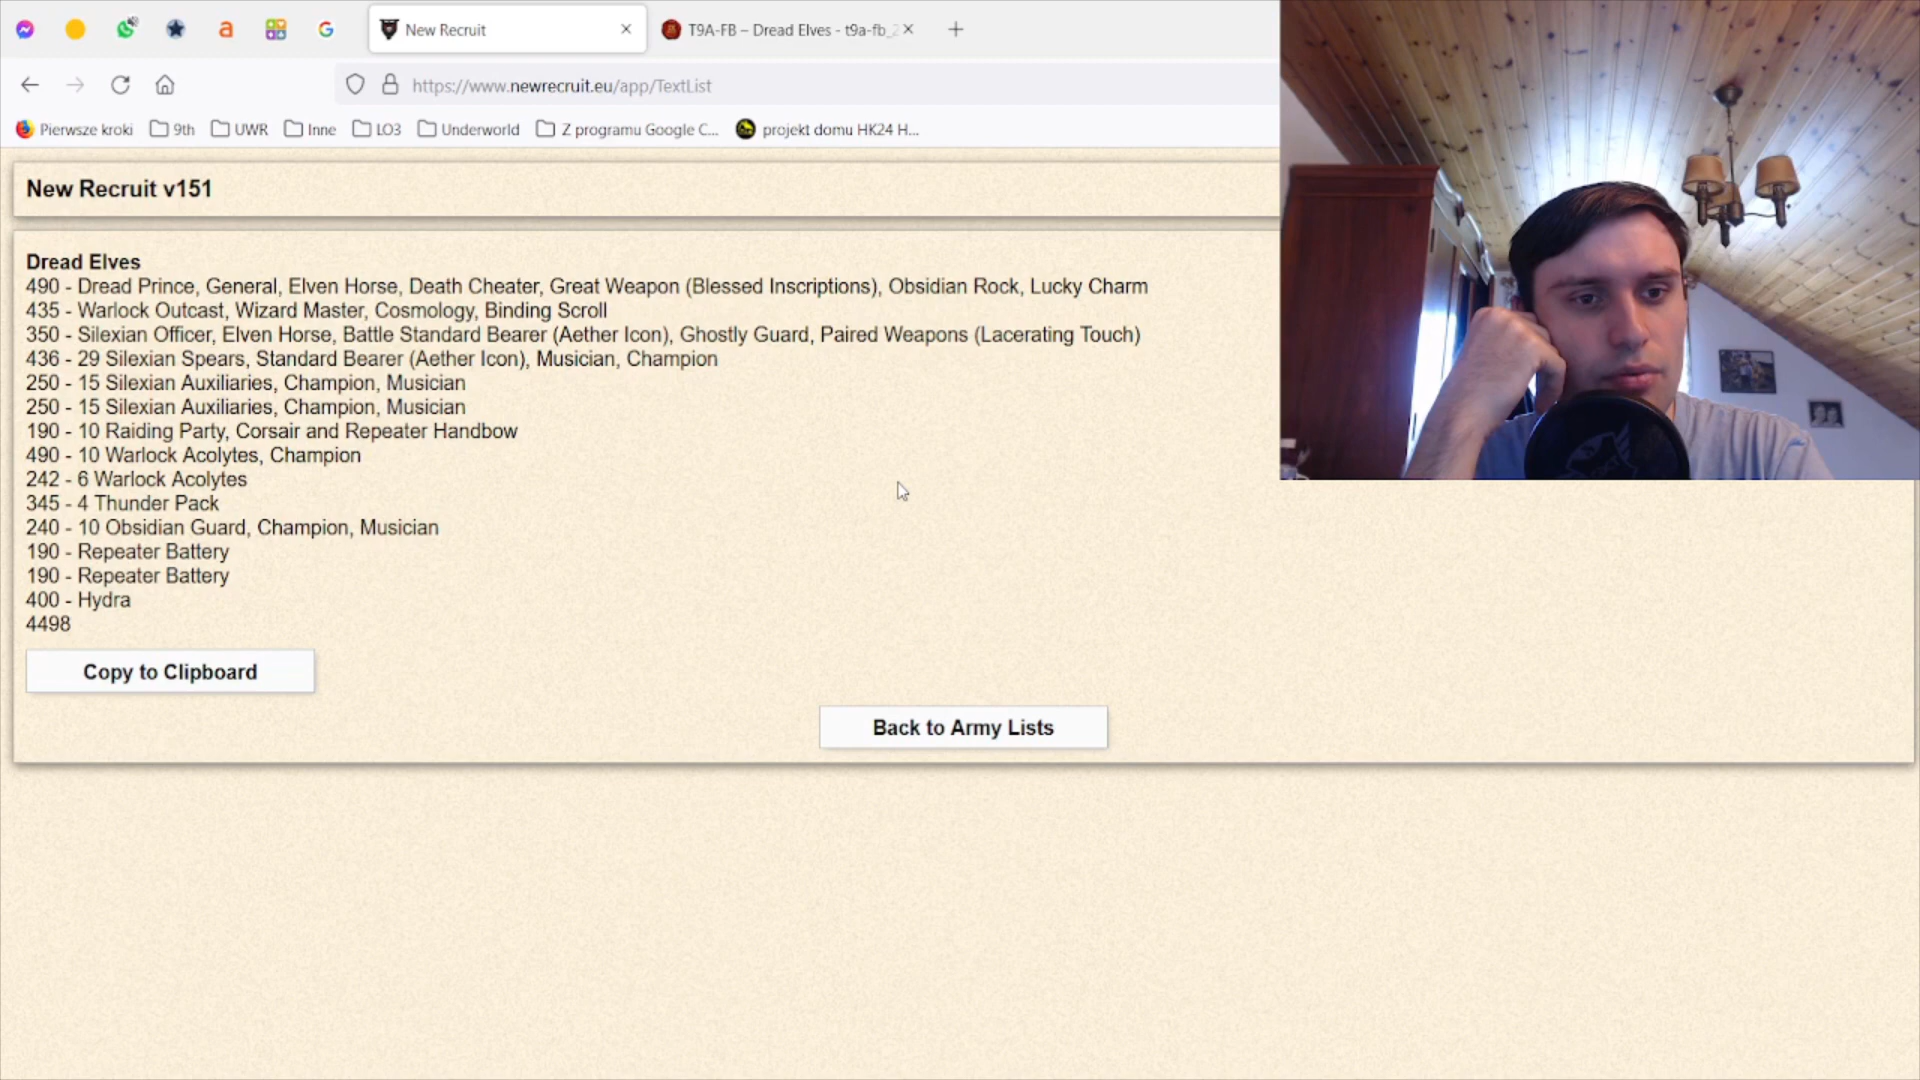 New Recruit
T9A-FB – Dread Elves - t9a-fb_2
https://www.newrecruit.eu/app/TextList
Pierwsze kroki
9th
UWR
Inne
LO3
Underworld
Z programu Google C...
projekt domu HK24 H...
New Recruit v151
Dread Elves
490 - Dread Prince, General, Elven Horse, Death Cheater, Great Weapon (Blessed Inscriptions), Obsidian Rock, Lucky Charm
435 - Warlock Outcast, Wizard Master, Cosmology, Binding Scroll
350 - Silexian Officer, Elven Horse, Battle Standard Bearer (Aether Icon), Ghostly Guard, Paired Weapons (Lacerating Touch)
436 - 29 Silexian Spears, Standard Bearer (Aether Icon), Musician, Champion
250 - 15 Silexian Auxiliaries, Champion, Musician
250 - 15 Silexian Auxiliaries, Champion, Musician
190 - 10 Raiding Party, Corsair and Repeater Handbow
490 - 10 Warlock Acolytes, Champion
242 - 6 Warlock Acolytes
345 - 4 Thunder Pack
240 - 10 Obsidian Guard, Champion, Musician
190 - Repeater Battery
190 - Repeater Battery
400 - Hydra
4498
Copy to Clipboard
Back to Army Lists